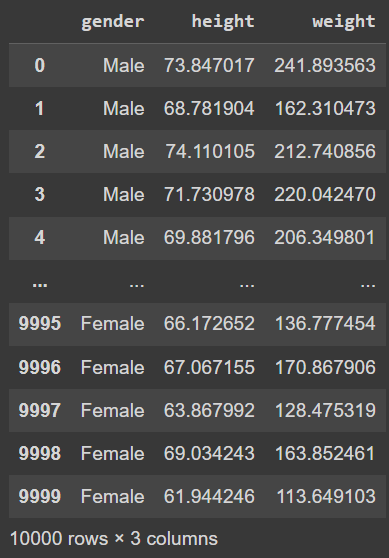 gender height weight
0 Male 73.847017 241.893563
1 Male 68.781904 162.310473
2 Male 74.110105 212.740856
3 Male 71.730978 220.042470
4 Male 69.881796 206.349801
... ... ... ...
9995 Female 66.172652 136.777454
9996 Female 67.067155 170.867906
9997 Female 63.867992 128.475319
9998 Female 69.034243 163.852461
9999 Female 61.944246 113.649103
10000 rows × 3 columns